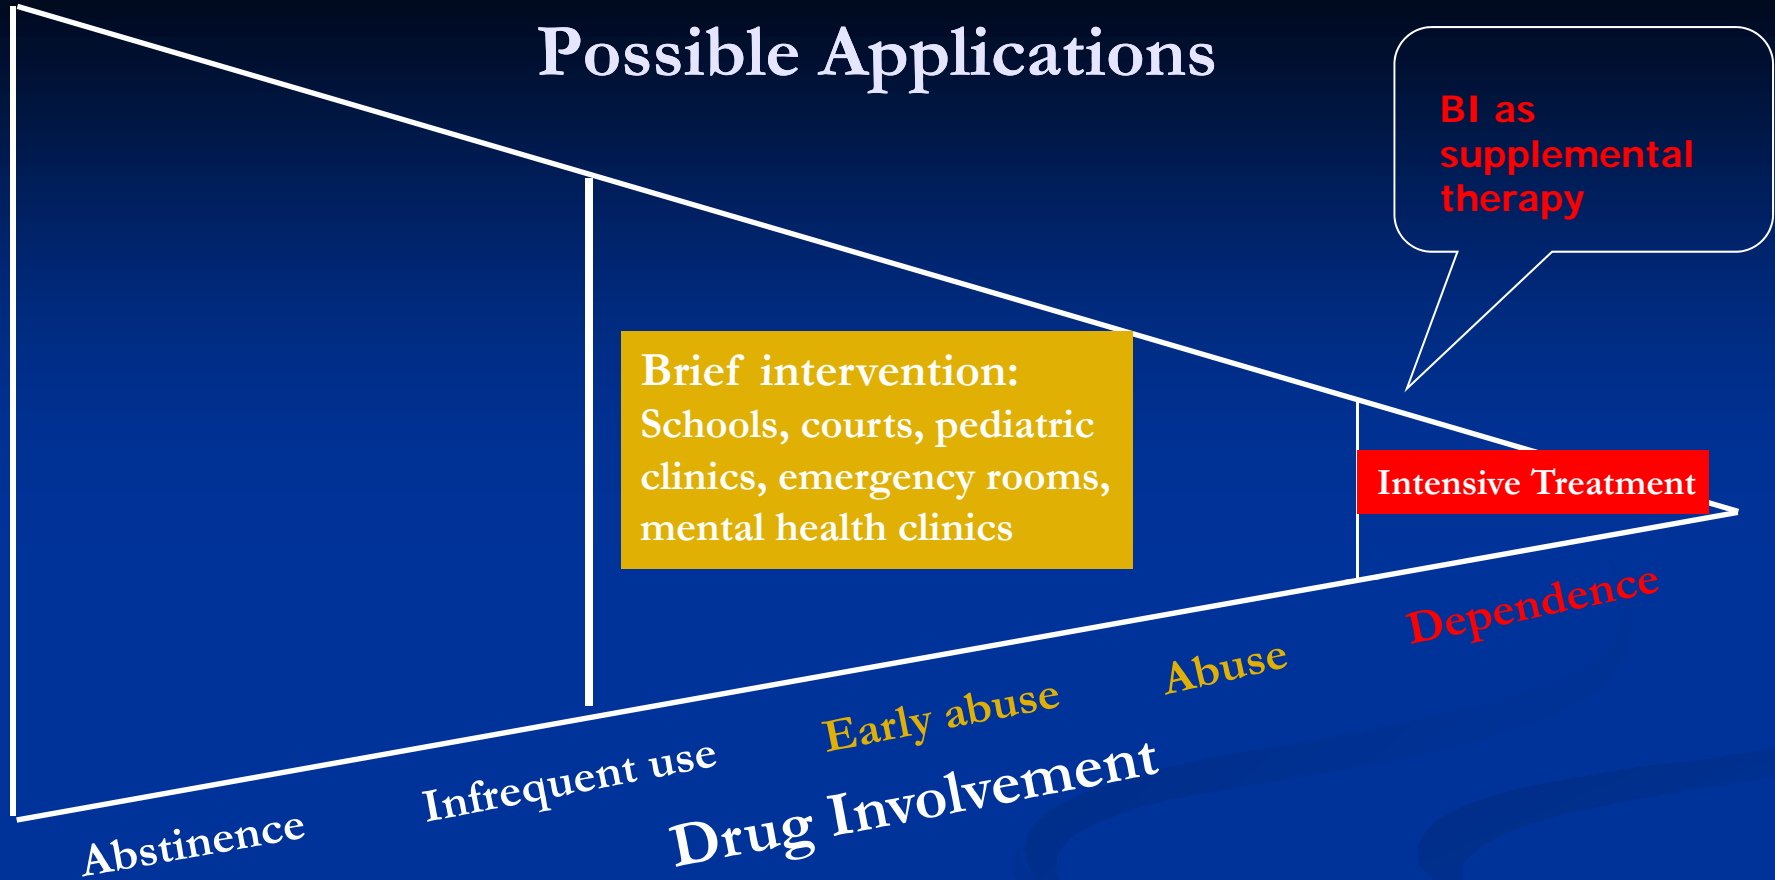 Possible Applications
BI as
supplemental
therapy
Brief intervention:
Schools, courts, pediatric
clinics, emergency rooms,
mental health clinics
Intensive Treatment
Abstinence
Infrequent use
Early abuse
Abuse
Dependence
Drug Involvement